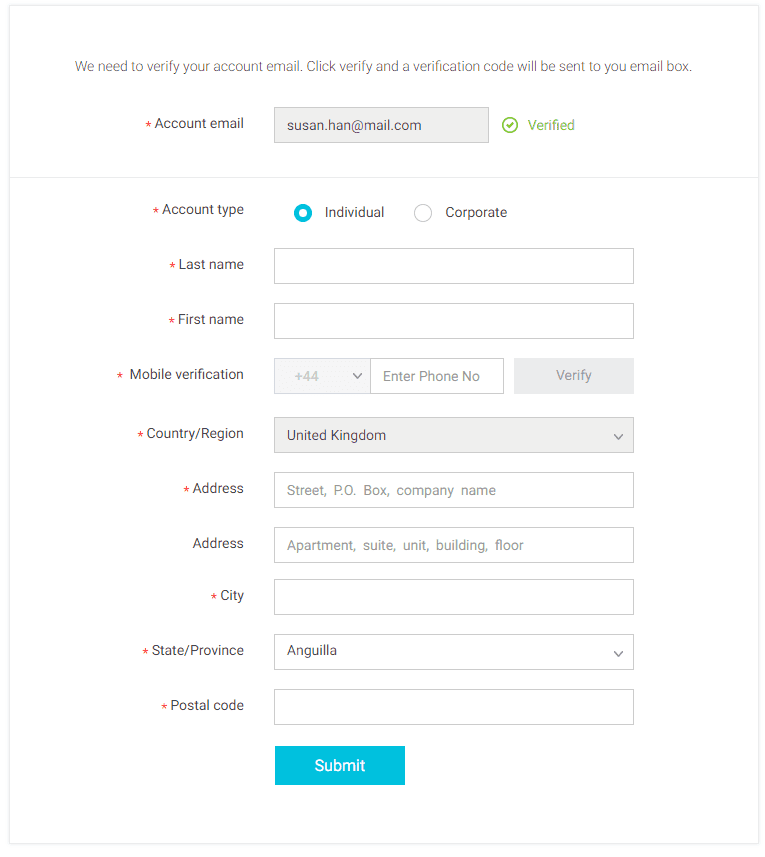 We need to verify your account email. Click verify and a verification code will be sent to you email box.
* Account email susan.han@mail.com Verified
* Account type Individual Corporate
* Last name
* First name
* Mobile verification +44 Enter Phone No Verify
* Country/Region United Kingdom
* Address Street, P.O. Box, company name
Address Apartment, suite, unit, building, floor
* City
* State/Province Anguilla
* Postal code
Submit